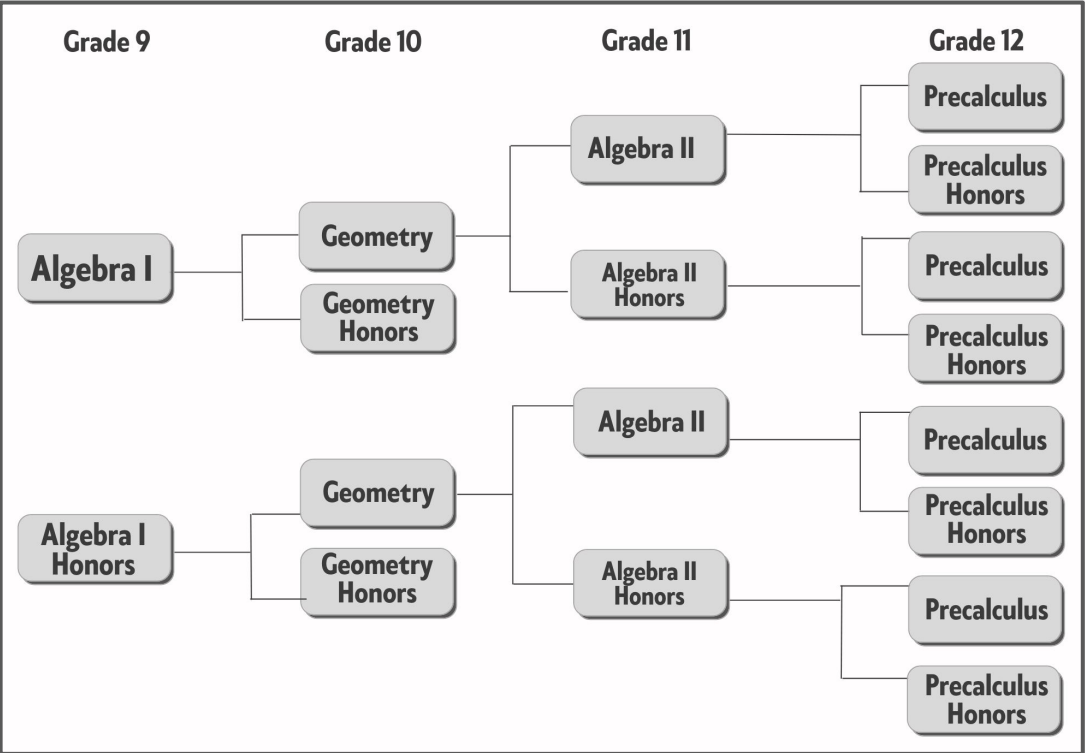 Grade 9
Grade 10
Grade 11
Grade 12
Algebra I
Geometry
Geometry
Honors
Algebra II
Algebra II
Honors
Precalculus
Precalculus
Honors
Precalculus
Precalculus
Honors
Algebra I
Honors
Geometry
Geometry
Honors
Algebra II
Algebra II
Honors
Precalculus
Precalculus
Honors
Precalculus
Precalculus
Honors